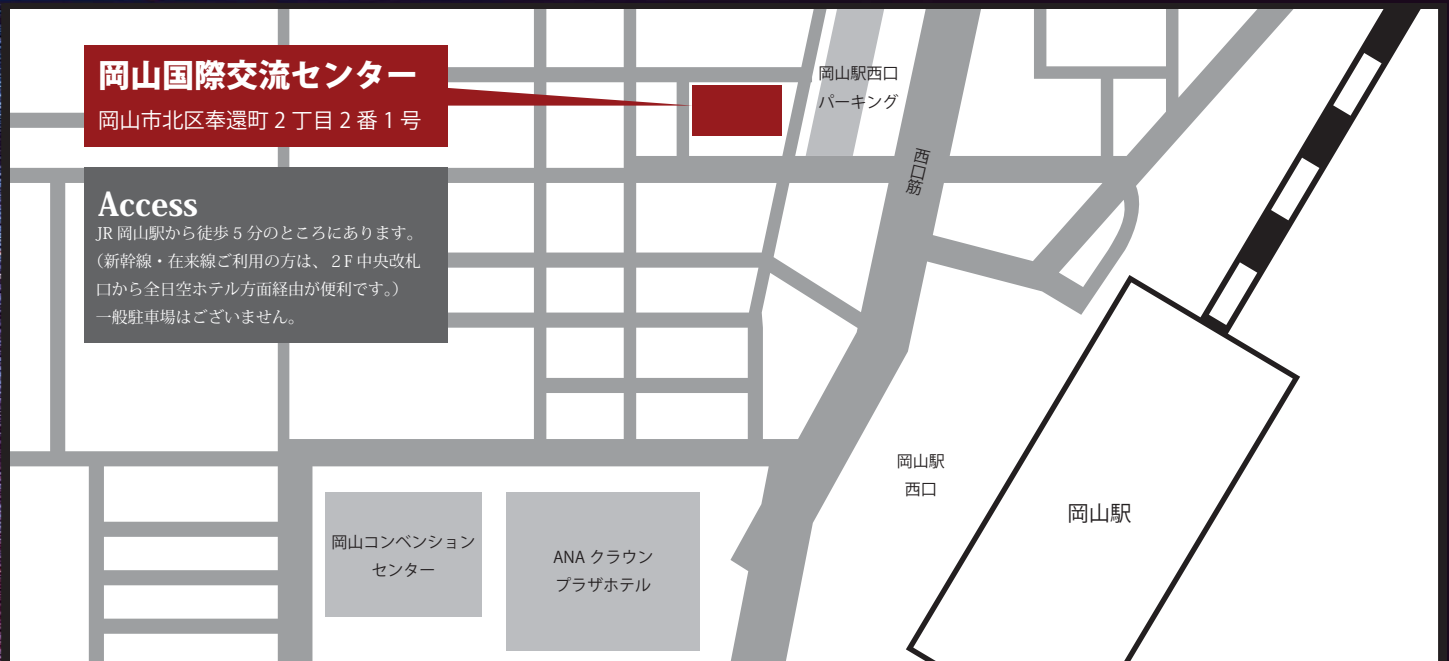 岡山国際交流センター
岡山市北区奉還町 2 丁目 2 番 1 号
Access
JR 岡山駅から徒歩 5 分のところにあります。
（新幹線・在来線ご利用の方は、２F 中央改札
口から全日空ホテル方面経由が便利です。）
一般駐車場はございません。
岡山駅西口
パーキング
西口筋
岡山駅
西口
岡山駅
岡山コンベンション
センター
ANA クラウン
プラザホテル